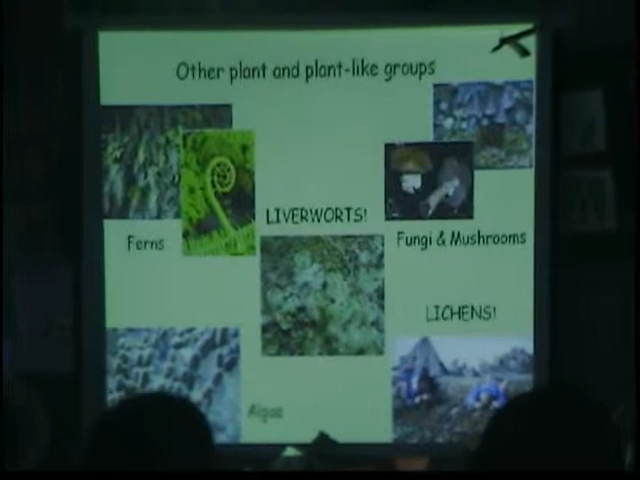 Other plant and plant-like groups
LIVERWORTS!
Ferns
Fungi & Mushrooms
LICHENS!
Algae